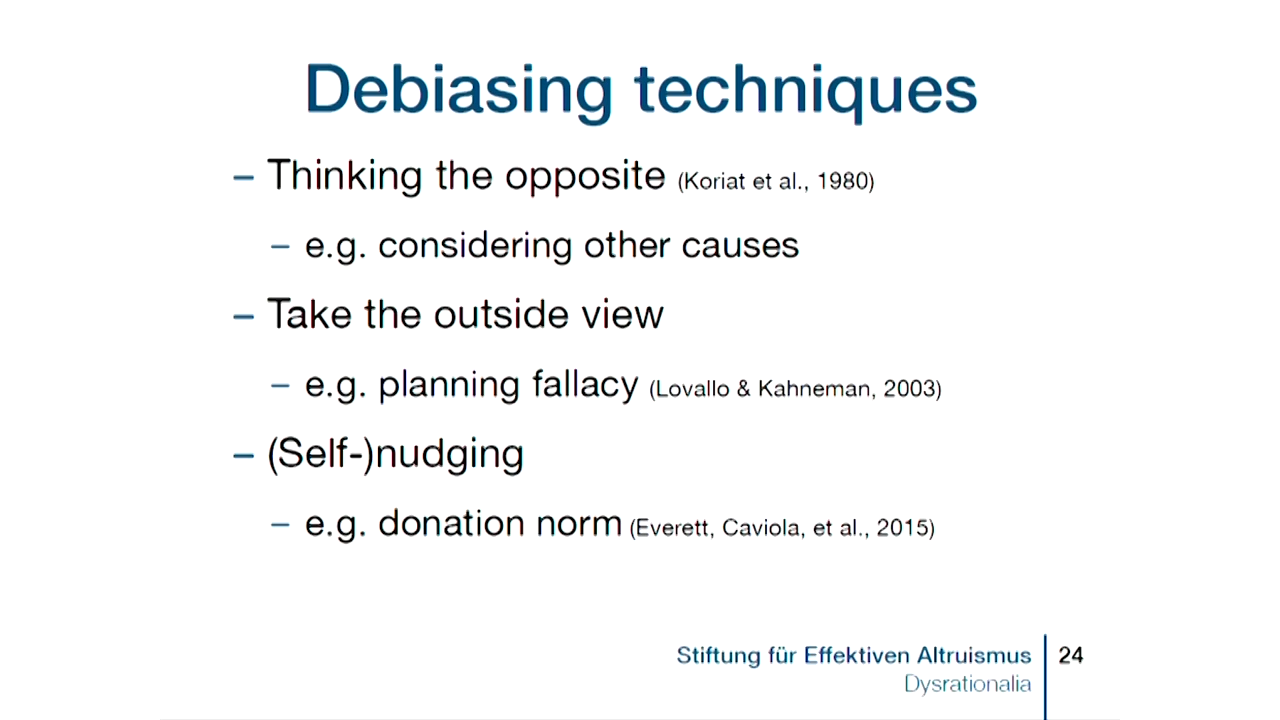 Debiasing techniques
– Thinking the opposite (Koriat et al., 1980)
– e.g. considering other causes
– Take the outside view
– e.g. planning fallacy (Lovallo & Kahneman, 2003)
– (Self-)nudging
– e.g. donation norm (Everett, Caviola, et al., 2015)
Stiftung für Effektiven Altruismus 24
Dysrationalia